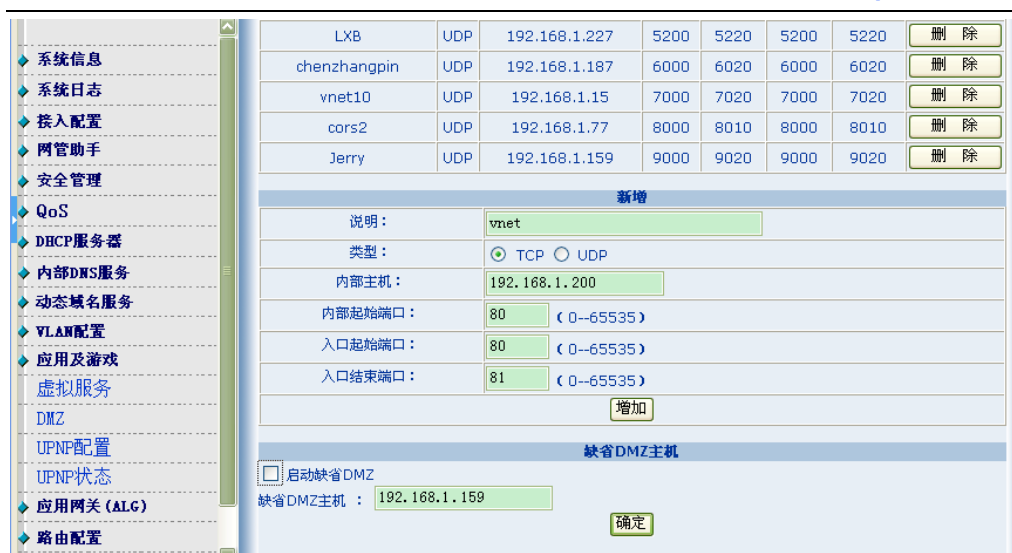 系统信息
系统日志
接入配置
网管助手
安全管理
QoS
DHCP服务器
内部DNS服务
动态域名服务
VLAN配置
应用及游戏
虚拟服务
DMZ
UPNP配置
UPNP状态
应用网关(ALG)
路由配置
LXB UDP 192.168.1.227 5200 5220 5200 5220 删 除
chenzhangpin UDP 192.168.1.187 6000 6020 6000 6020 删 除
vnet10 UDP 192.168.1.15 7000 7020 7000 7020 删 除
cors2 UDP 192.168.1.77 8000 8010 8000 8010 删 除
Jerry UDP 192.168.1.159 9000 9020 9000 9020 删 除
新增
说明： vnet
类型： TCP UDP
内部主机： 192.168.1.200
内部起始端口： 80 (0--65535)
入口起始端口： 80 (0--65535)
入口结束端口： 81 (0--65535)
增加
缺省DMZ主机
启动缺省DMZ
缺省DMZ主机 ： 192.168.1.159
确定